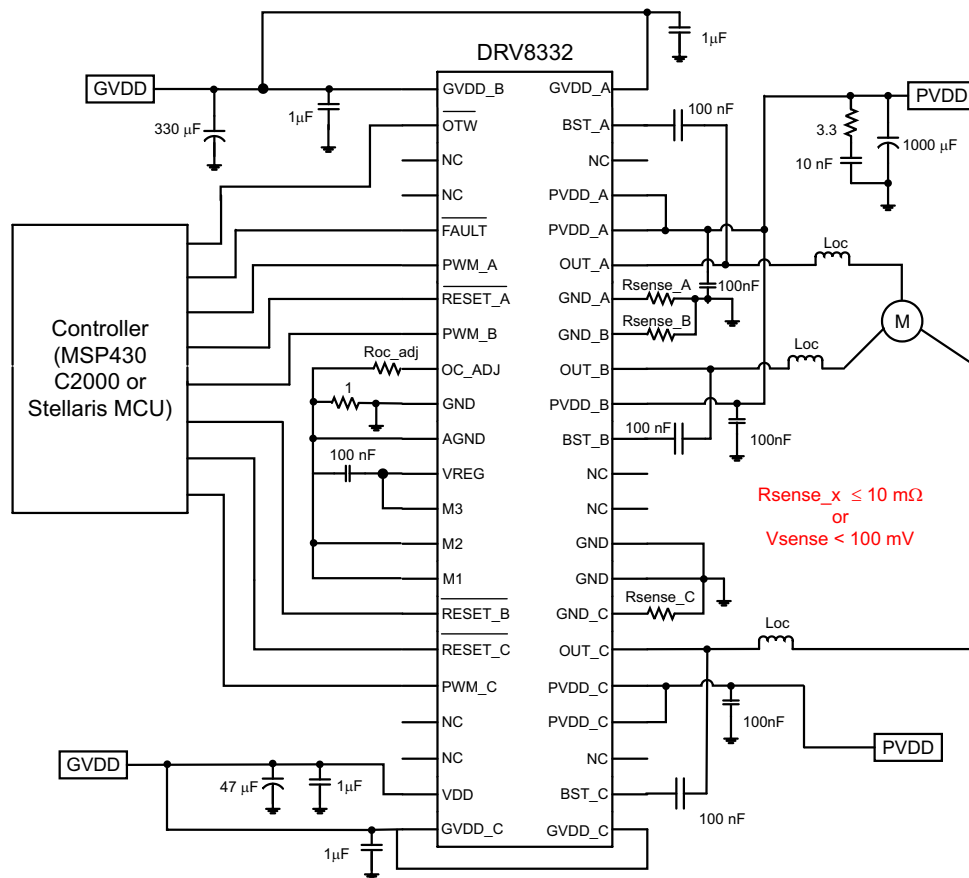 1μF
DRV8332
GVDD
GVDD_B
GVDD_A
PVDD
330 μF
1μF
100 nF
OTW
BST_A
3.3
1000 μF
NC
NC
10 nF
NC
PVDD_A
FAULT
PVDD_A
Loc
PWM_A
OUT_A
100nF
RESET_A
GND_A
Rsense_A
Controller
(MSP430
C2000 or
Stellaris MCU)
PWM_B
GND_B
Rsense_B
M
Roc_adj
OC_ADJ
OUT_B
Loc
1
GND
PVDD_B
AGND
BST_B
100 nF
100nF
100 nF
VREG
NC
M3
NC
Rsense_x ≤ 10 mΩ
or
Vsense < 100 mV
M2
GND
M1
GND
RESET_B
GND_C
Rsense_C
Loc
RESET_C
OUT_C
PWM_C
PVDD_C
NC
PVDD_C
100nF
NC
NC
PVDD
GVDD
47 μF
1μF
VDD
BST_C
100 nF
GVDD_C
GVDD_C
1μF